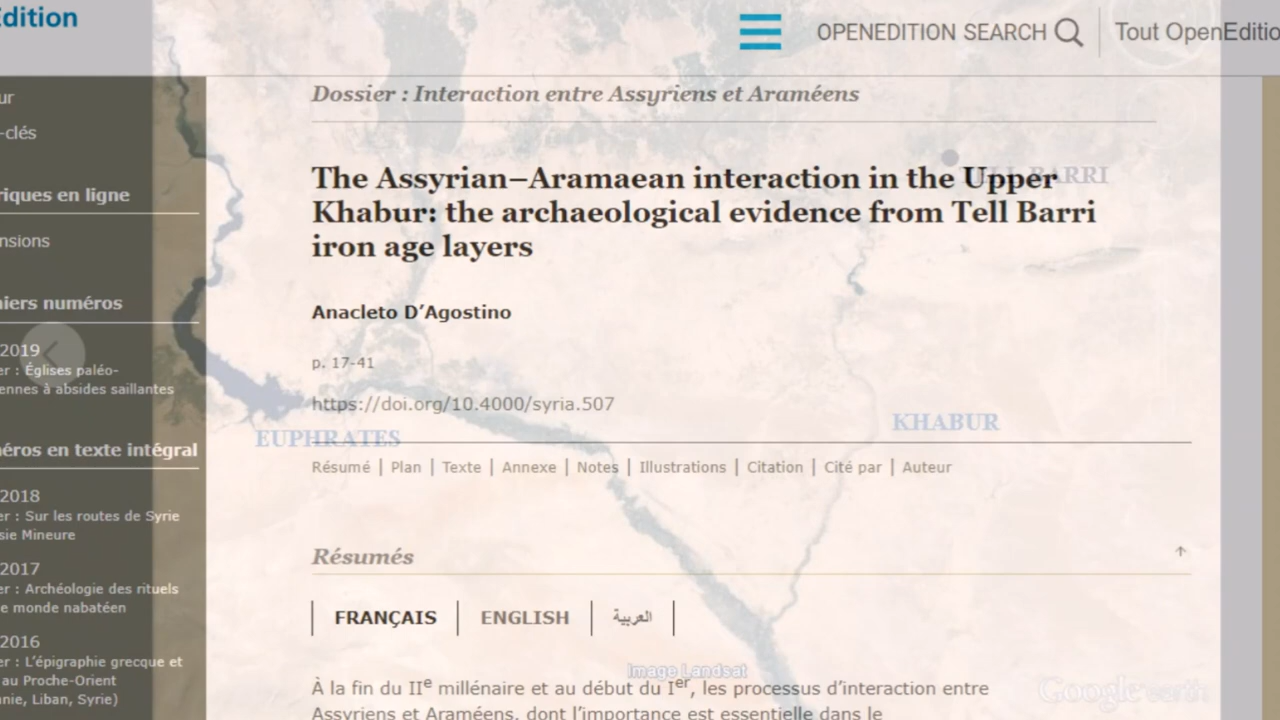 Edition
OPENEDITION SEARCH
Tout OpenEditio
ur
-clés
riques en ligne
nsions
niers numéros
2019
er : Églises paléo-
ennes à absides saillantes
éros en texte intégral
2018
er : Sur les routes de Syrie
sie Mineure
2017
er : Archéologie des rituels
e monde nabatéen
2016
er : L'épigraphie grecque et
au Proche-Orient
anie, Liban, Syrie)
Dossier : Interaction entre Assyriens et Araméens
The Assyrian–Aramaean interaction in the Upper
Khabur: the archaeological evidence from Tell Barri
iron age layers
TELL BARRI
Anacleto D'Agostino
p. 17-41
https://doi.org/10.4000/syria.507
EUPHRATES
KHABUR
Résumé | Plan | Texte | Annexe | Notes | Illustrations | Citation | Cité par | Auteur
Résumés
FRANÇAIS | ENGLISH | العربية
Image Landsat
Google earth
À la fin du IIe millénaire et au début du Ier, les processus d'interaction entre
Assyriens et Araméens, dont l'importance est essentielle dans le